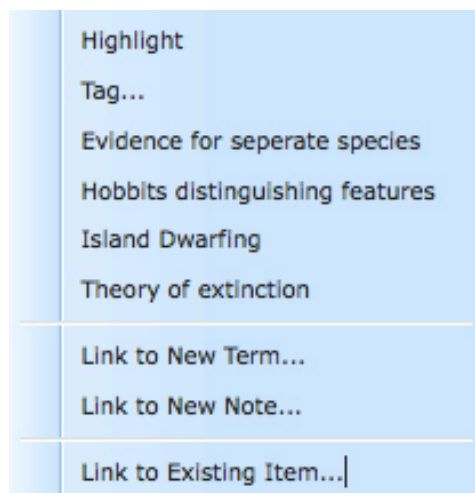 Highlight
Tag...
Evidence for seperate species
Hobbits distinguishing features
Island Dwarfing
Theory of extinction
Link to New Term...
Link to New Note...
Link to Existing Item...